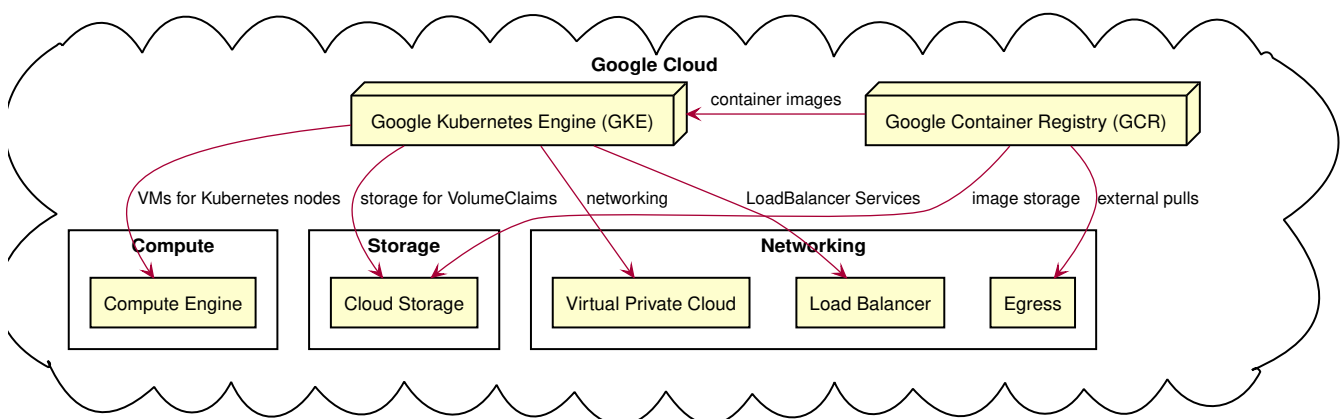 Google Cloud
container images
Google Kubernetes Engine (GKE)
Google Container Registry (GCR)
VMs for Kubernetes nodes
storage for VolumeClaims
networking
LoadBalancer Services
image storage
external pulls
Compute
Storage
Networking
Compute Engine
Cloud Storage
Virtual Private Cloud
Load Balancer
Egress